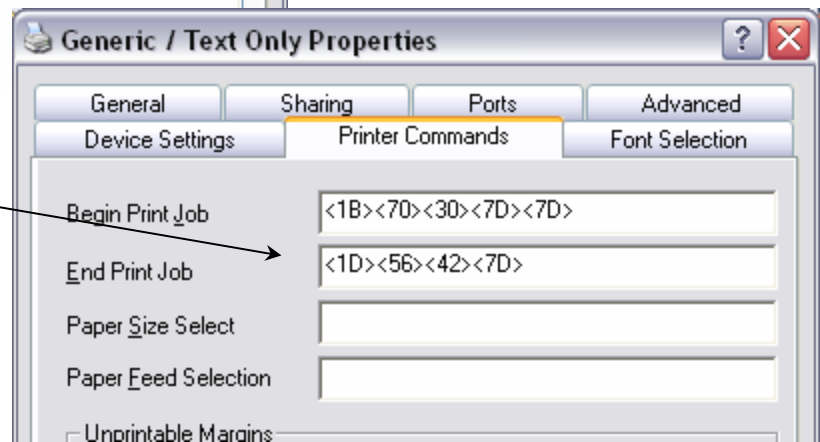 Generic / Text Only Properties
General Sharing Ports Advanced
Device Settings Printer Commands Font Selection
Begin Print Job <1B><70><30><7D><7D>
End Print Job <1D><56><42><7D>
Paper Size Select
Paper Feed Selection
Unprintable Margins